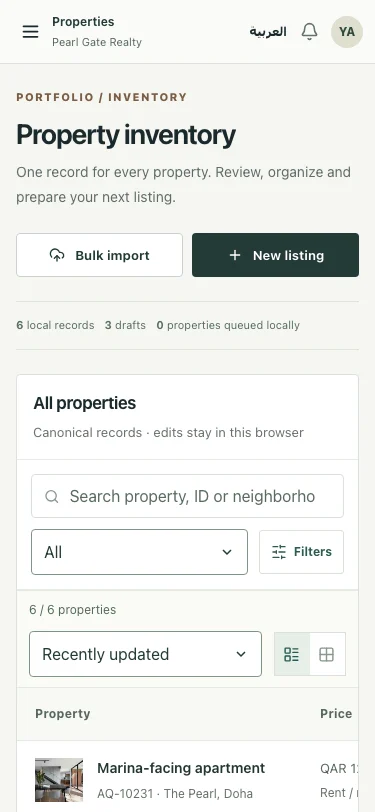 Properties
Pearl Gate Realty
العربية
YA
PORTFOLIO / INVENTORY
Property inventory
One record for every property. Review, organize and
prepare your next listing.
Bulk import
New listing
6 local records 3 drafts 0 properties queued locally
All properties
Canonical records · edits stay in this browser
Search property, ID or neighborho
All
Filters
6 / 6 properties
Recently updated
Property Price
Marina-facing apartment
QAR
AQ-10231 · The Pearl, Doha
Rent /